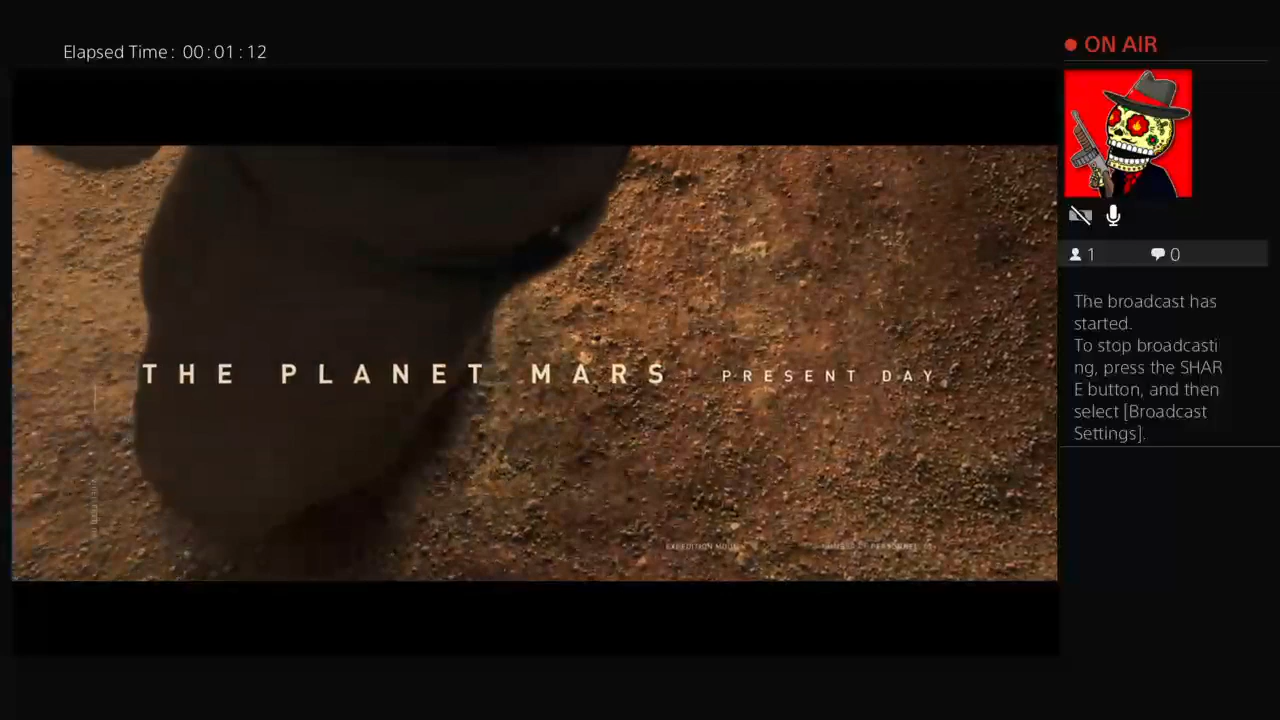 Elapsed Time: 00:01:12
ON AIR
1
0
THE PLANET MARS
PRESENT DAY
The broadcast has
started.
To stop broadcasti
ng, press the SHAR
E button, and then
select [Broadcast
Settings].